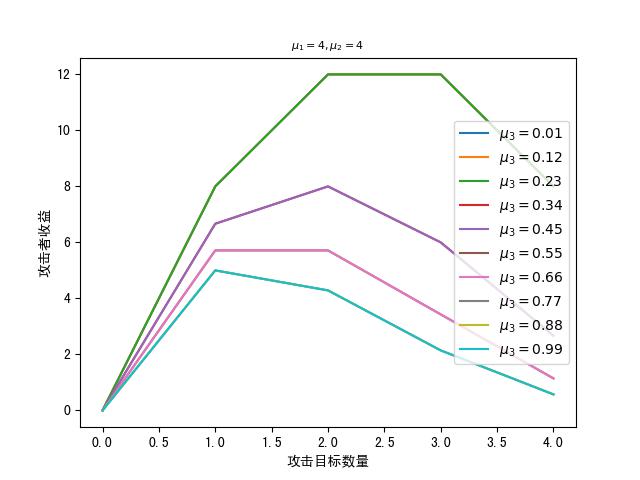 μ₁ = 4, μ₂ = 4
攻击者收益
12
10
8
6
4
2
0
0.0 0.5 1.0 1.5 2.0 2.5 3.0 3.5 4.0
攻击目标数量
μ₃ = 0.01
μ₃ = 0.12
μ₃ = 0.23
μ₃ = 0.34
μ₃ = 0.45
μ₃ = 0.55
μ₃ = 0.66
μ₃ = 0.77
μ₃ = 0.88
μ₃ = 0.99